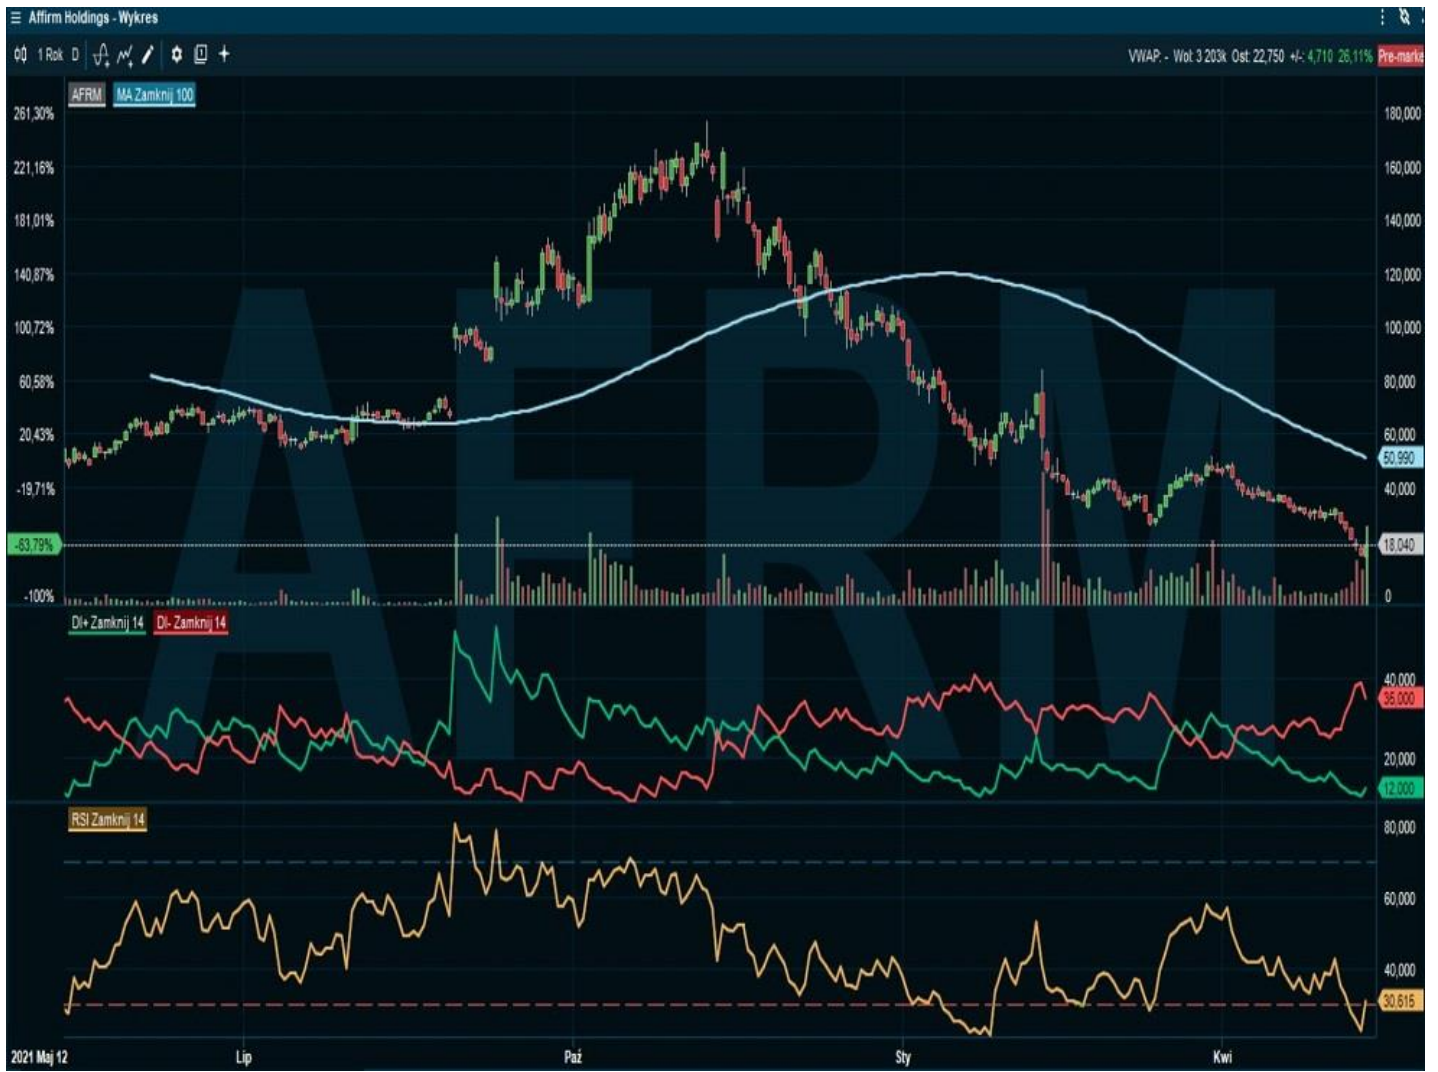 Affirm Holdings - Wykres
1 Rok D
VWAP: - Wol: 3 203k Ost: 22,750 +/-: 4,710 26,11% Pre-marke
AFRM MA Zamknij 100
261,30% 180,000
221,16% 160,000
181,01% 140,000
140,87% 120,000
100,72% 100,000
60,58% 80,000
20,43% 60,000
50,990
-19,71% 40,000
-63,79% 18,040
-100% 0
AFRM
DI+ Zamknij 14 DI- Zamknij 14
40,000
35,000
20,000
12,000
RSI Zamknij 14
80,000
60,000
40,000
30,615
2021 Maj 12 Lip Paź Sty Kwi